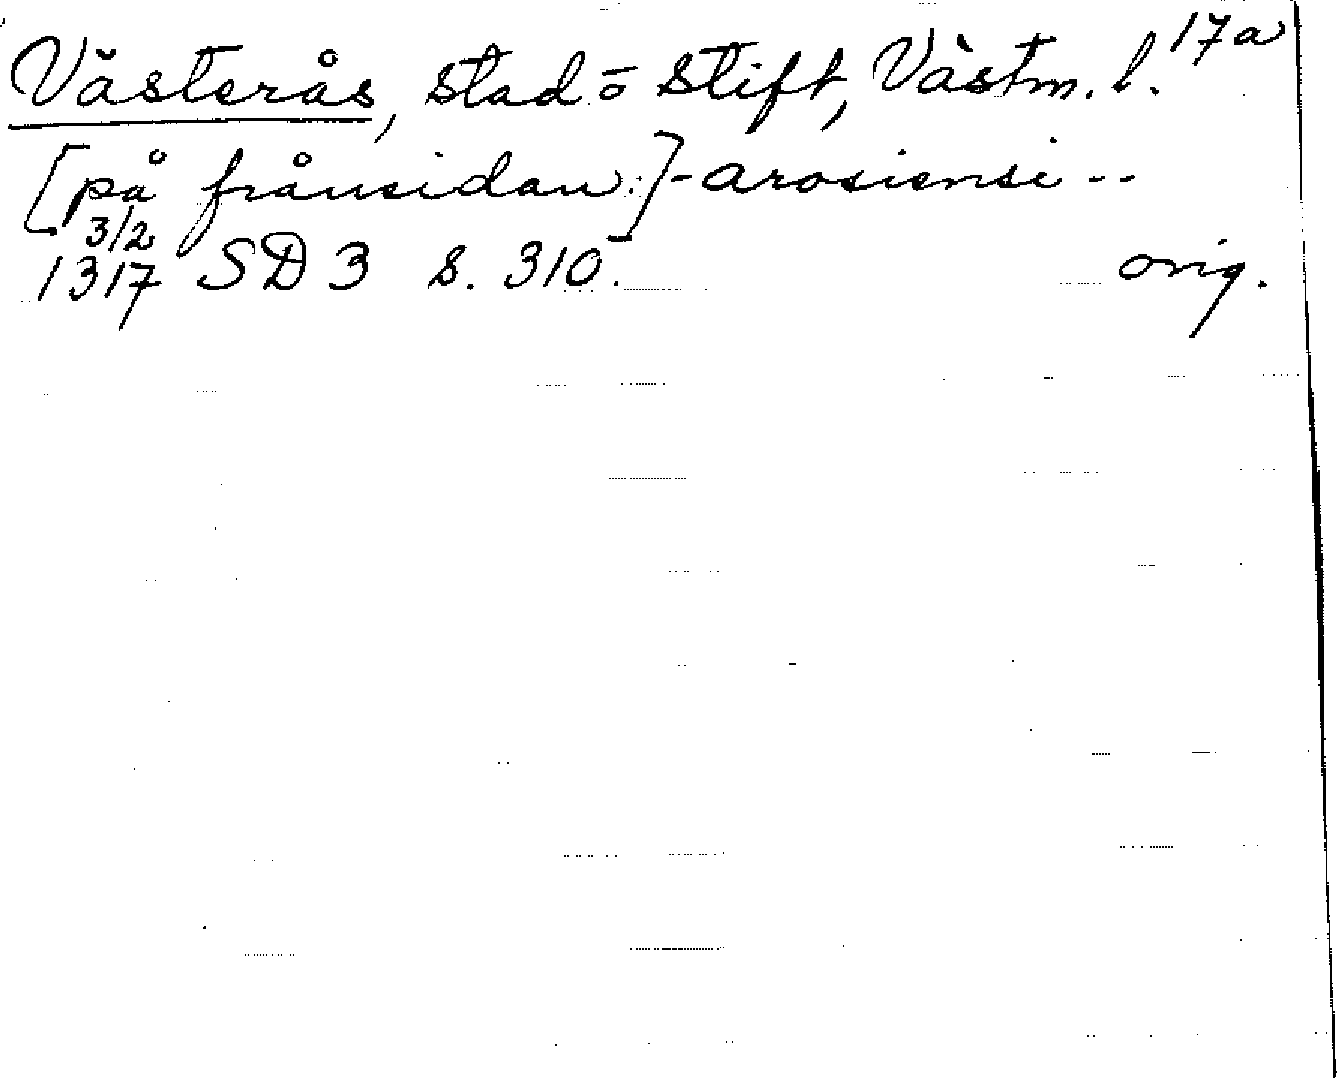 Västerås, stad o stift, Västm. l. 17a
[på frånsidan:] - arosiensi - -
3/2
1317 SD 3 s. 310. orig.